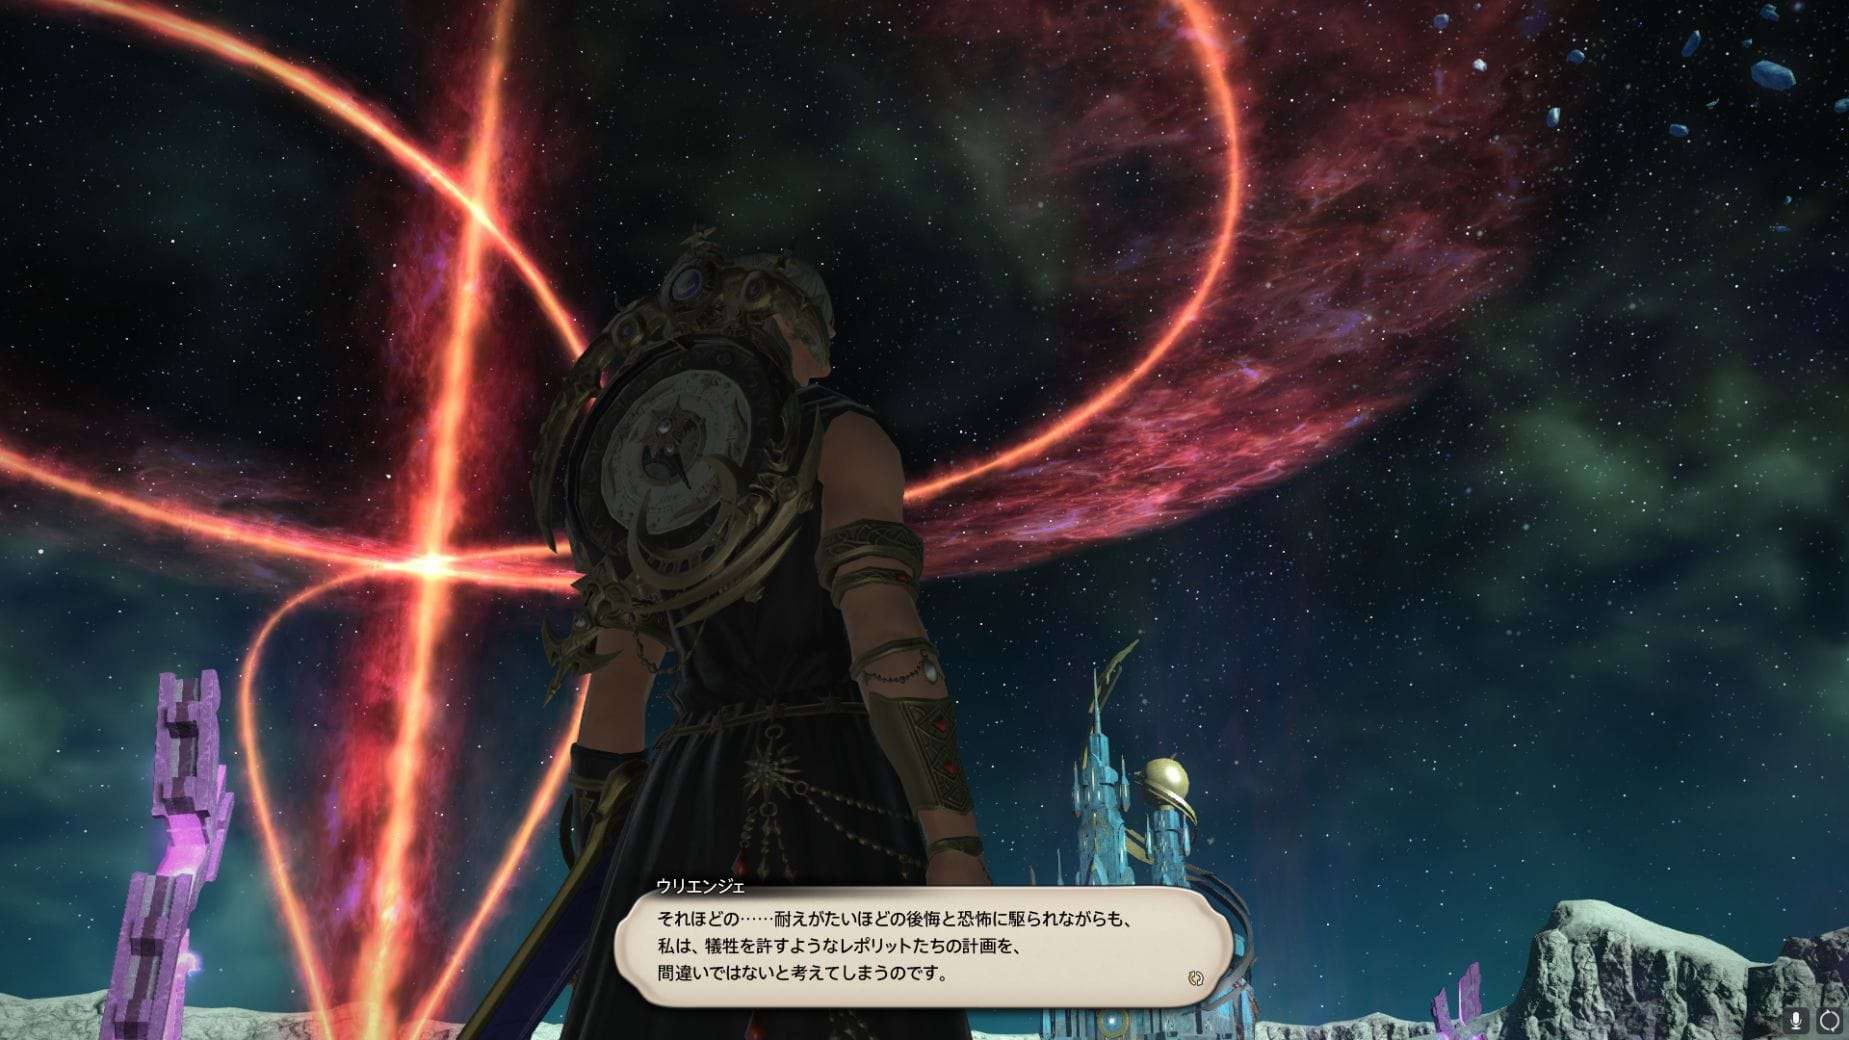 ウリエンジェ
それほどの……耐えがたいほどの後悔と恐怖に駆られながらも、
私は、犠牲を許すようなレポリットたちの計画を、
間違いではないと考えてしまうのです。